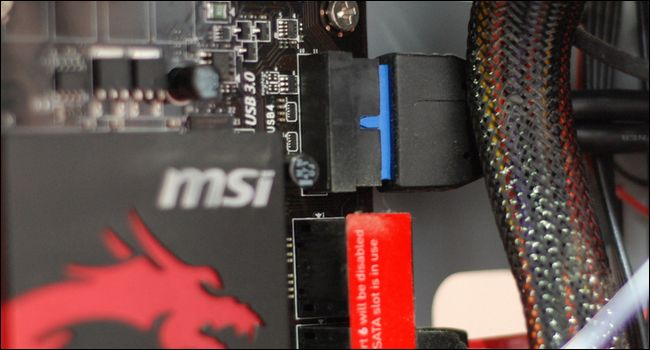 USB 3.0
USB4
msi
rt 6 will be disabled
SATA slot is in use